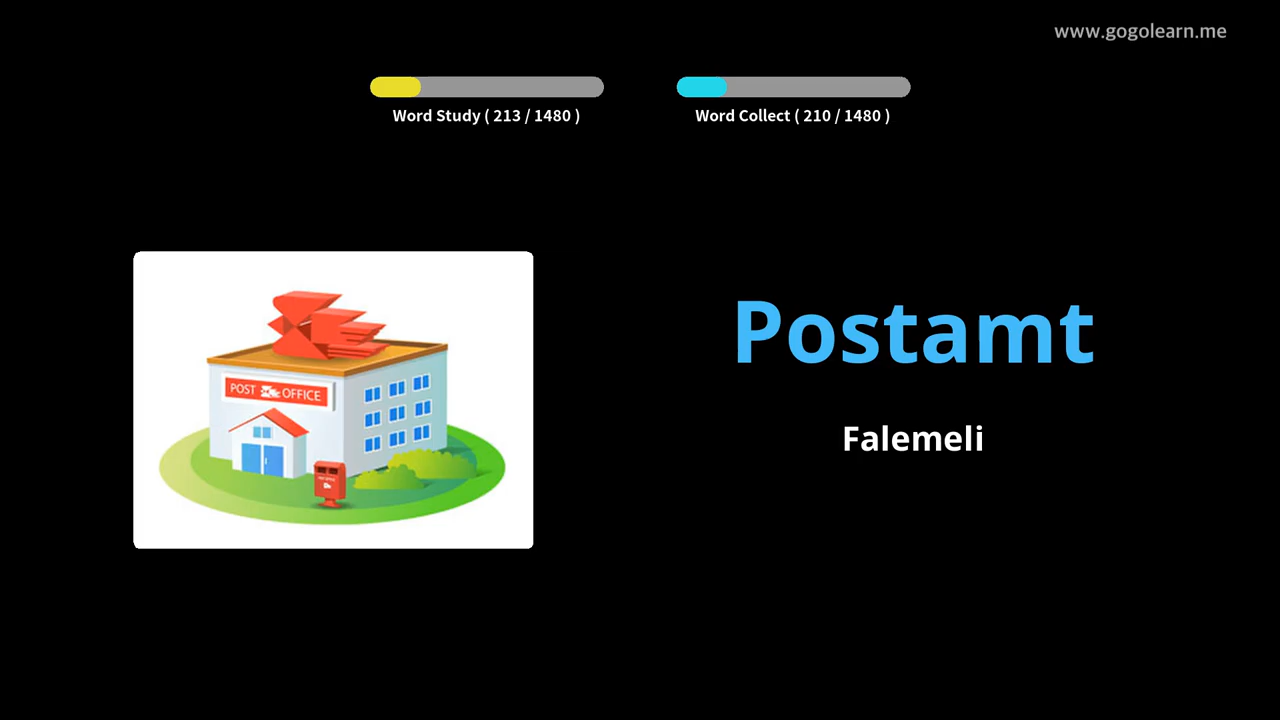 www.gogolearn.me
Word Study ( 213 / 1480 )
Word Collect ( 210 / 1480 )
POST OFFICE
Postamt
Falemeli